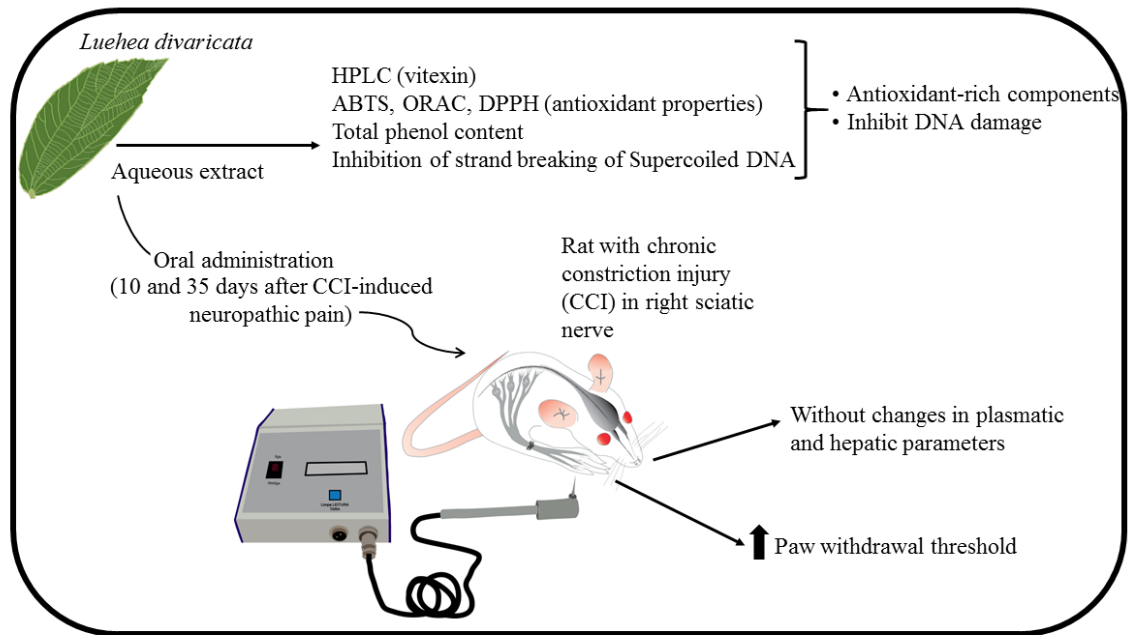 Luehea divaricata
HPLC (vitexin)
ABTS, ORAC, DPPH (antioxidant properties)
Total phenol content
Inhibition of strand breaking of Supercoiled DNA
• Antioxidant-rich components
• Inhibit DNA damage
Aqueous extract
Oral administration
(10 and 35 days after CCI-induced
neuropathic pain)
Rat with chronic
constriction injury
(CCI) in right sciatic
nerve
Without changes in plasmatic
and hepatic parameters
Paw withdrawal threshold